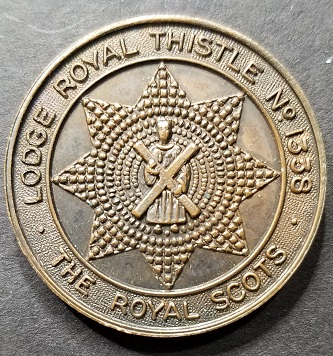 LODGE ROYAL THISTLE No 1338
THE ROYAL SCOTS